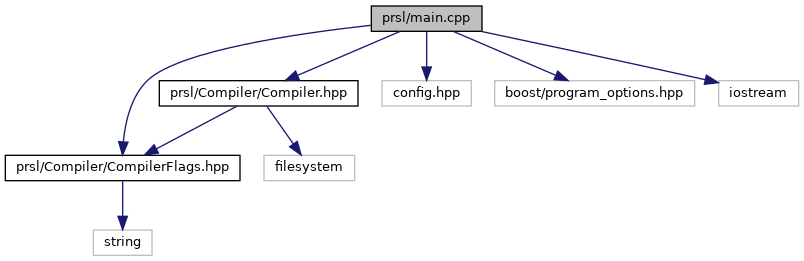 prsl/main.cpp
prsl/Compiler/Compiler.hpp
config.hpp
boost/program_options.hpp
iostream
prsl/Compiler/CompilerFlags.hpp
filesystem
string